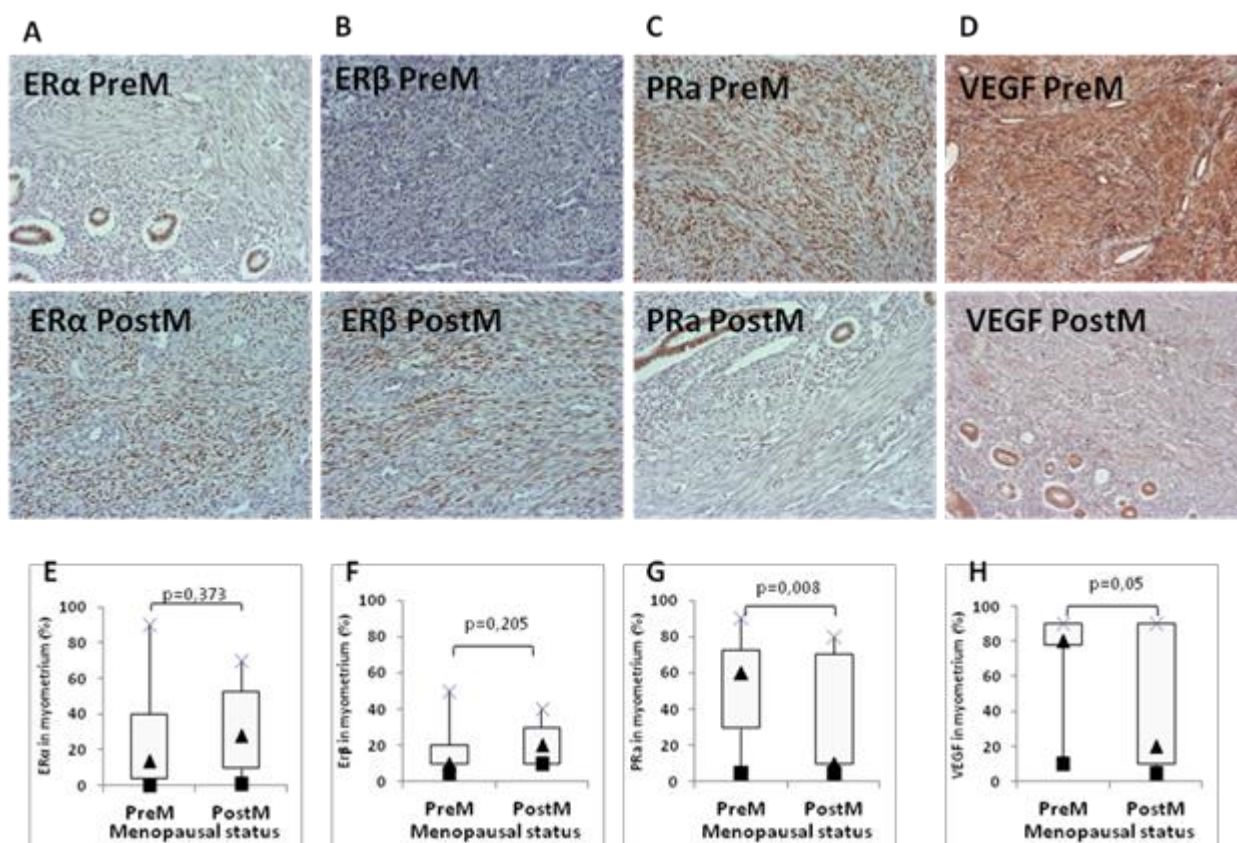 A
B
C
D
ERα PreM
ERβ PreM
PRa PreM
VEGF PreM
ERα PostM
ERβ PostM
PRa PostM
VEGF PostM
E
p=0,373
ERα in myometrium (%)
100
80
60
40
20
0
PreM PostM
Menopausal status
F
p=0,205
Erβ in myometrium (%)
100
80
60
40
20
0
PreM PostM
Menopausal status
G
p=0,008
PRa in myometrium (%)
100
80
60
40
20
0
PreM PostM
Menopausal status
H
p=0,05
VEGF in myometrium (%)
100
80
60
40
20
0
PreM PostM
Menopausal status